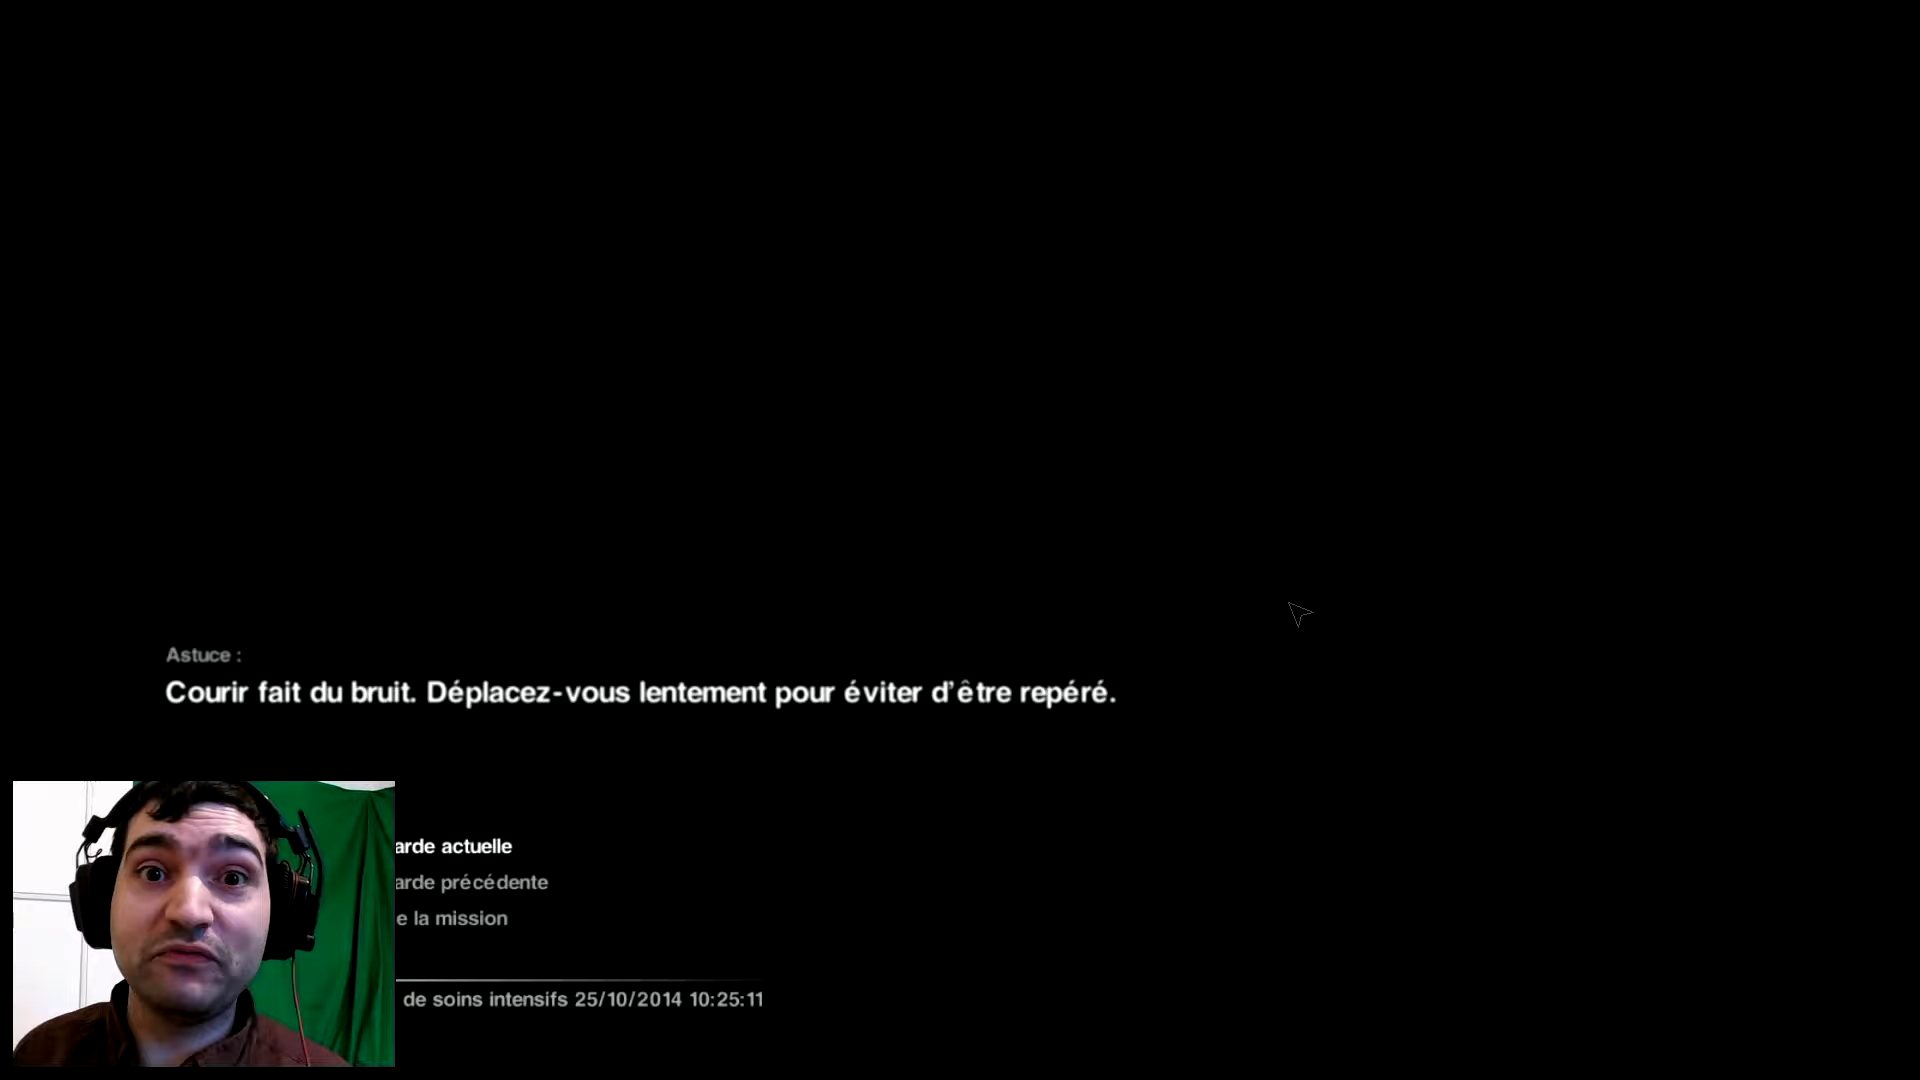 Astuce :
Courir fait du bruit. Déplacez-vous lentement pour éviter d'être repéré.
arde actuelle
arde précédente
e la mission
de soins intensifs 25/10/2014 10:25:11